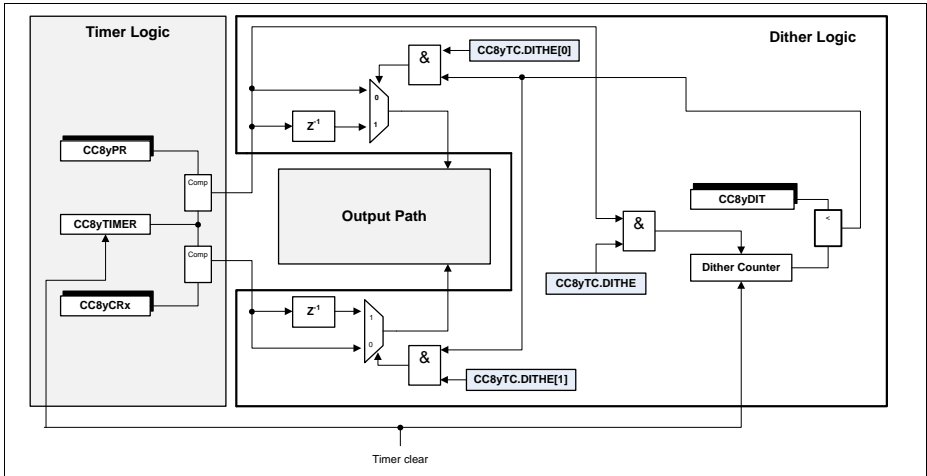 Timer Logic
Dither Logic
CC8yTC.DITHE[0]
&
0
1
Z-1
CC8yPR
Comp
CC8yTIMER
Comp
CC8yCRx
Output Path
CC8yDIT
<
&
Dither Counter
CC8yTC.DITHE
Z-1
1
0
&
CC8yTC.DITHE[1]
Timer clear